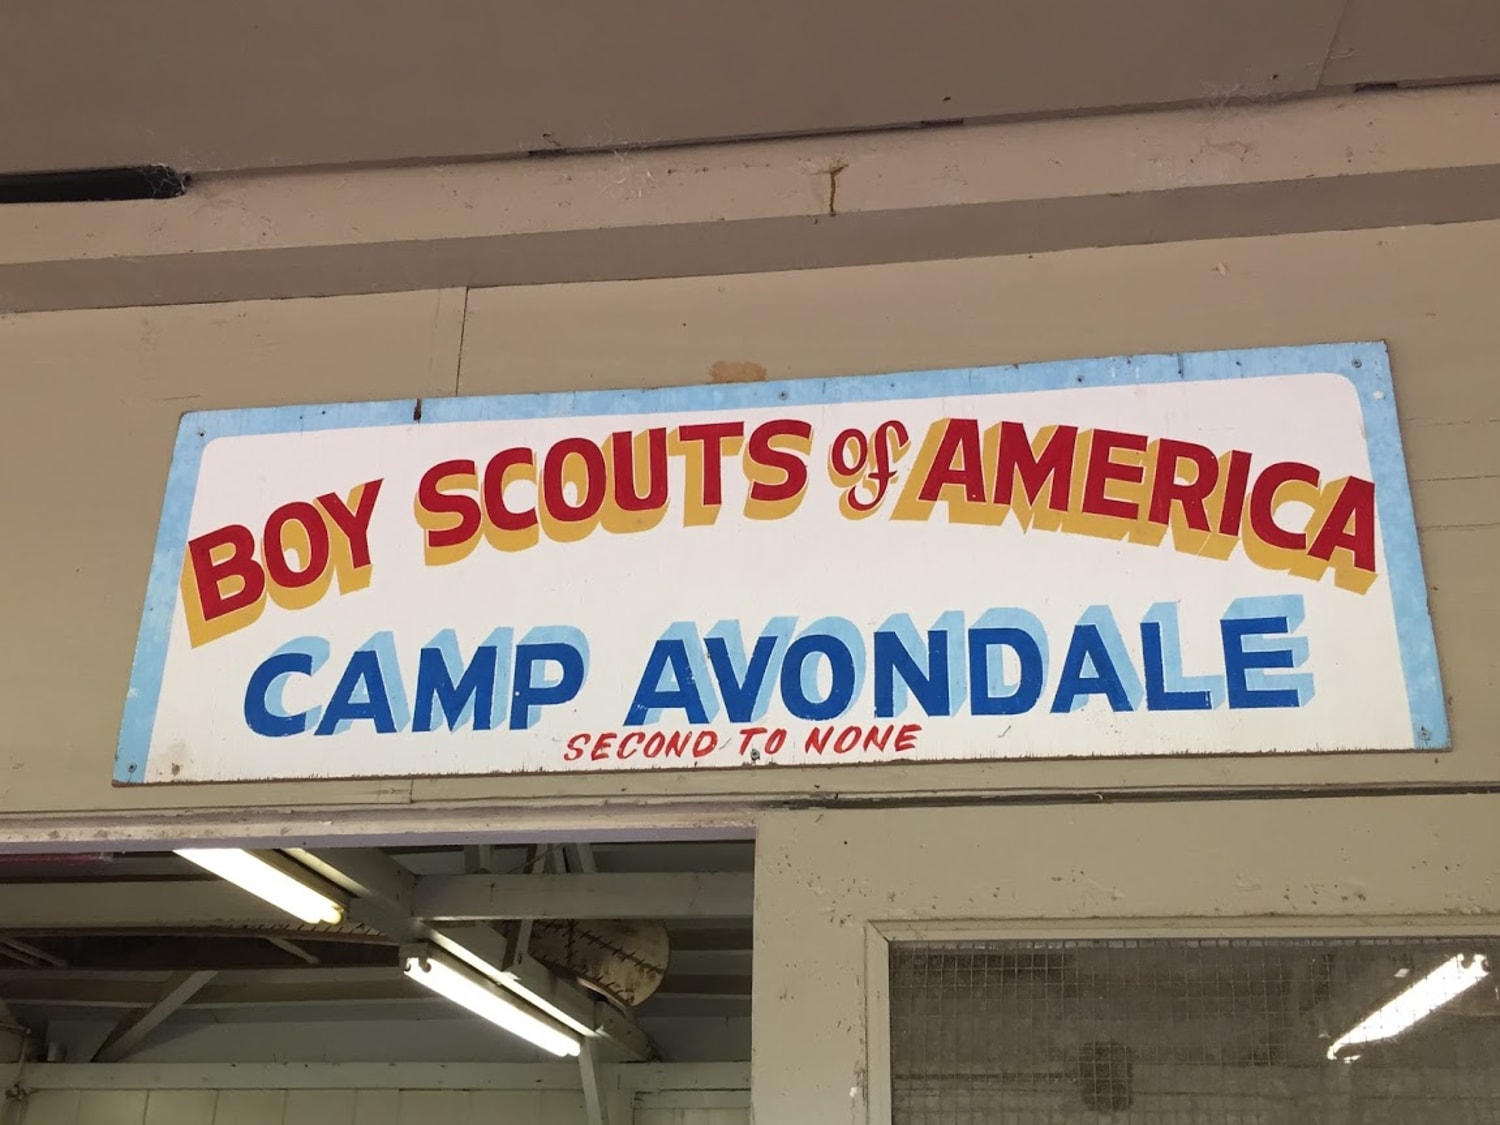 BOY SCOUTS of AMERICA
CAMP AVONDALE
SECOND TO NONE